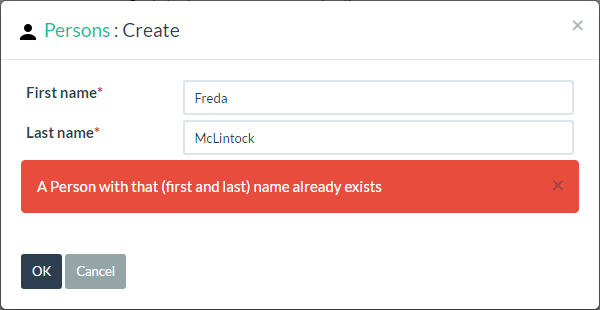 Persons : Create ×
First name* Freda
Last name* McLintock
A Person with that (first and last) name already exists ×
OK Cancel